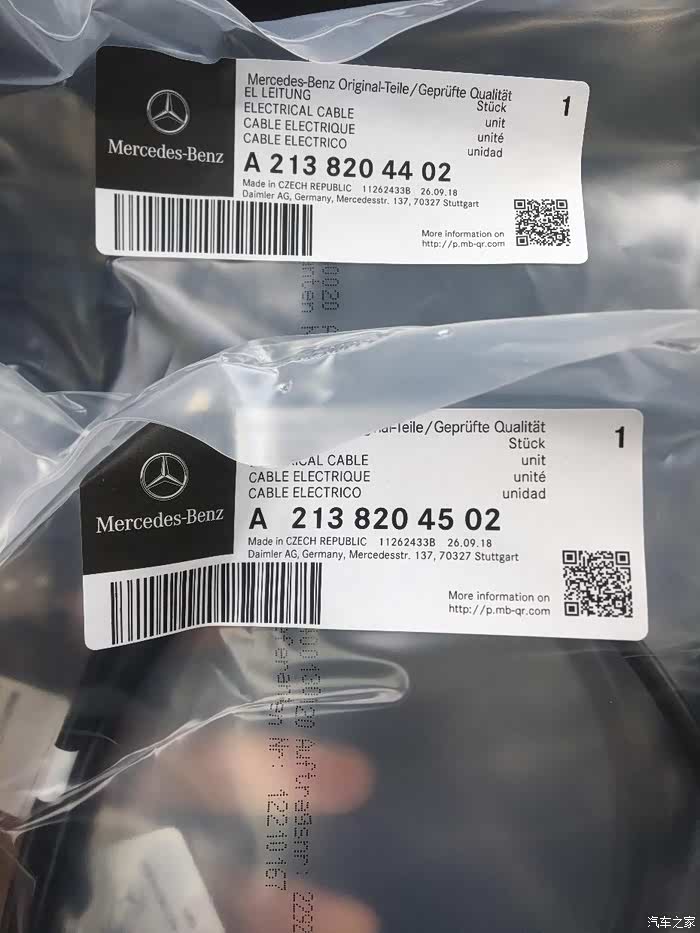 Mercedes-Benz
Mercedes-Benz Original-Teile/Geprüfte Qualität
EL LEITUNG Stück 1
ELECTRICAL CABLE unit
CABLE ELECTRIQUE unité
CABLE ELECTRICO unidad
A 213 820 44 02
Made in CZECH REPUBLIC 11262433B 26.09.18
Daimler AG, Germany, Mercedesstr. 137, 70327 Stuttgart
More information on
http://p.mb-qr.com
Mercedes-Benz
/Geprüfte Qualität
Stück 1
CABLE unit
CABLE ELECTRIQUE unité
CABLE ELECTRICO unidad
A 213 820 45 02
Made in CZECH REPUBLIC 11262433B 26.09.18
Daimler AG, Germany, Mercedesstr. 137, 70327 Stuttgart
More information on
http://p.mb-qr.com
Auftragsnr.:
Nr.: 12210167
汽车之家